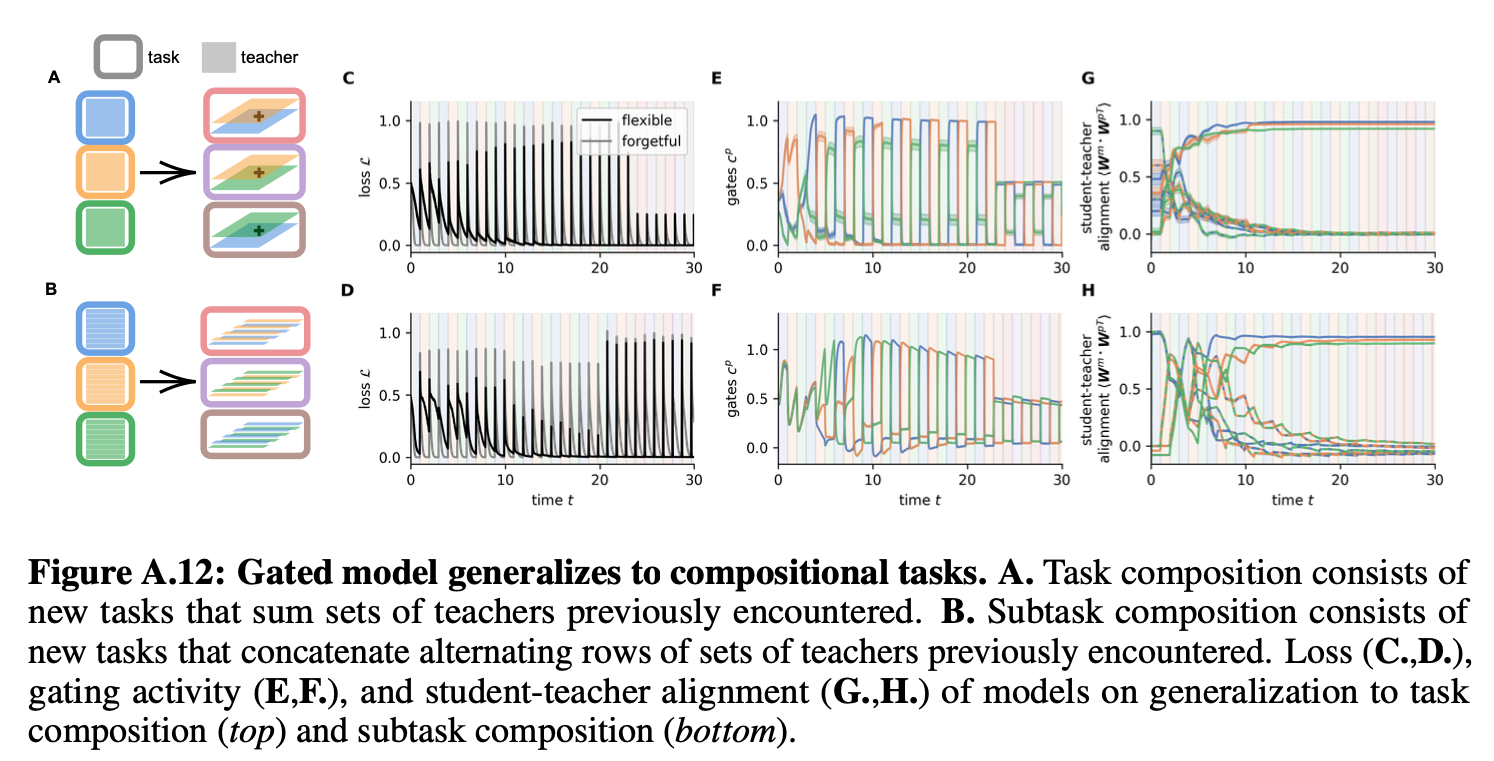 task
teacher
A
B
C
loss 𝓛
1.0
0.5
0.0
0
10
20
30
flexible
forgetful
D
loss 𝓛
1.0
0.5
0.0
0
10
20
30
time t
E
gates cᵖ
1.0
0.5
0.0
0
10
20
30
F
gates cᵖ
1.0
0.5
0.0
0
10
20
30
time t
G
student-teacher
alignment (Wᵐ · Wᵖᵀ)
1.0
0.5
0.0
0
10
20
30
H
student-teacher
alignment (Wᵐ · Wᵖᵀ)
1.0
0.5
0.0
0
10
20
30
time t
Figure A.12: Gated model generalizes to compositional tasks. A. Task composition consists of
new tasks that sum sets of teachers previously encountered. B. Subtask composition consists of
new tasks that concatenate alternating rows of sets of teachers previously encountered. Loss (C.,D.),
gating activity (E,F.), and student-teacher alignment (G.,H.) of models on generalization to task
composition (top) and subtask composition (bottom).